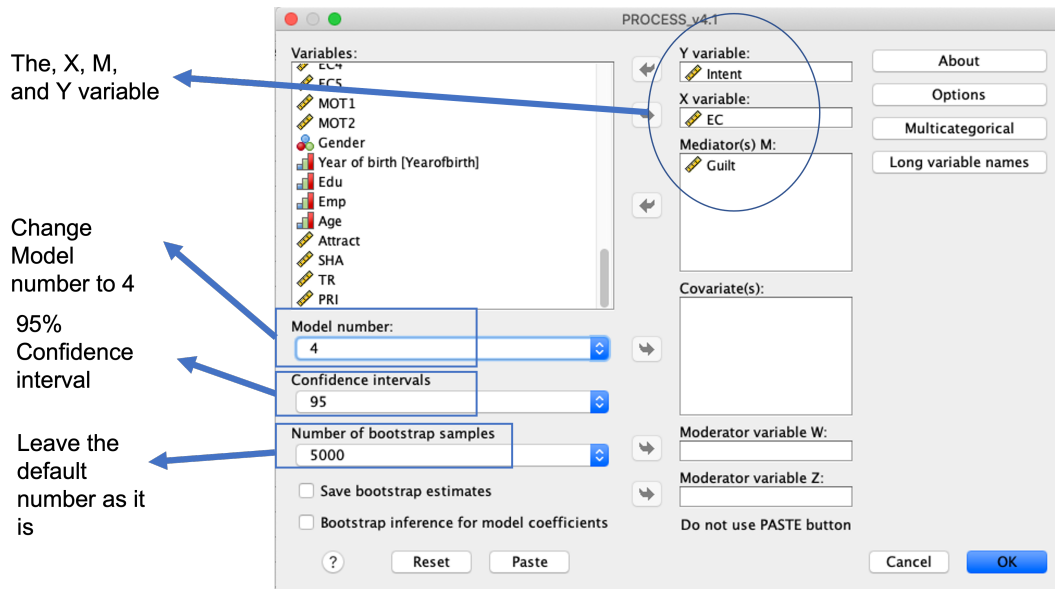 PROCESS_v4.1
The, X, M,
and Y variable
Change
Model
number to 4
95%
Confidence
interval
Leave the
default
number as it
is
Variables:
EC4
EC5
MOT1
MOT2
Gender
Year of birth [Yearofbirth]
Edu
Emp
Age
Attract
SHA
TR
PRI
Model number:
4
Confidence intervals
95
Number of bootstrap samples
5000
Save bootstrap estimates
Bootstrap inference for model coefficients
?
Reset
Paste
Y variable:
Intent
X variable:
EC
Mediator(s) M:
Guilt
Covariate(s):
Moderator variable W:
Moderator variable Z:
Do not use PASTE button
About
Options
Multicategorical
Long variable names
Cancel
OK